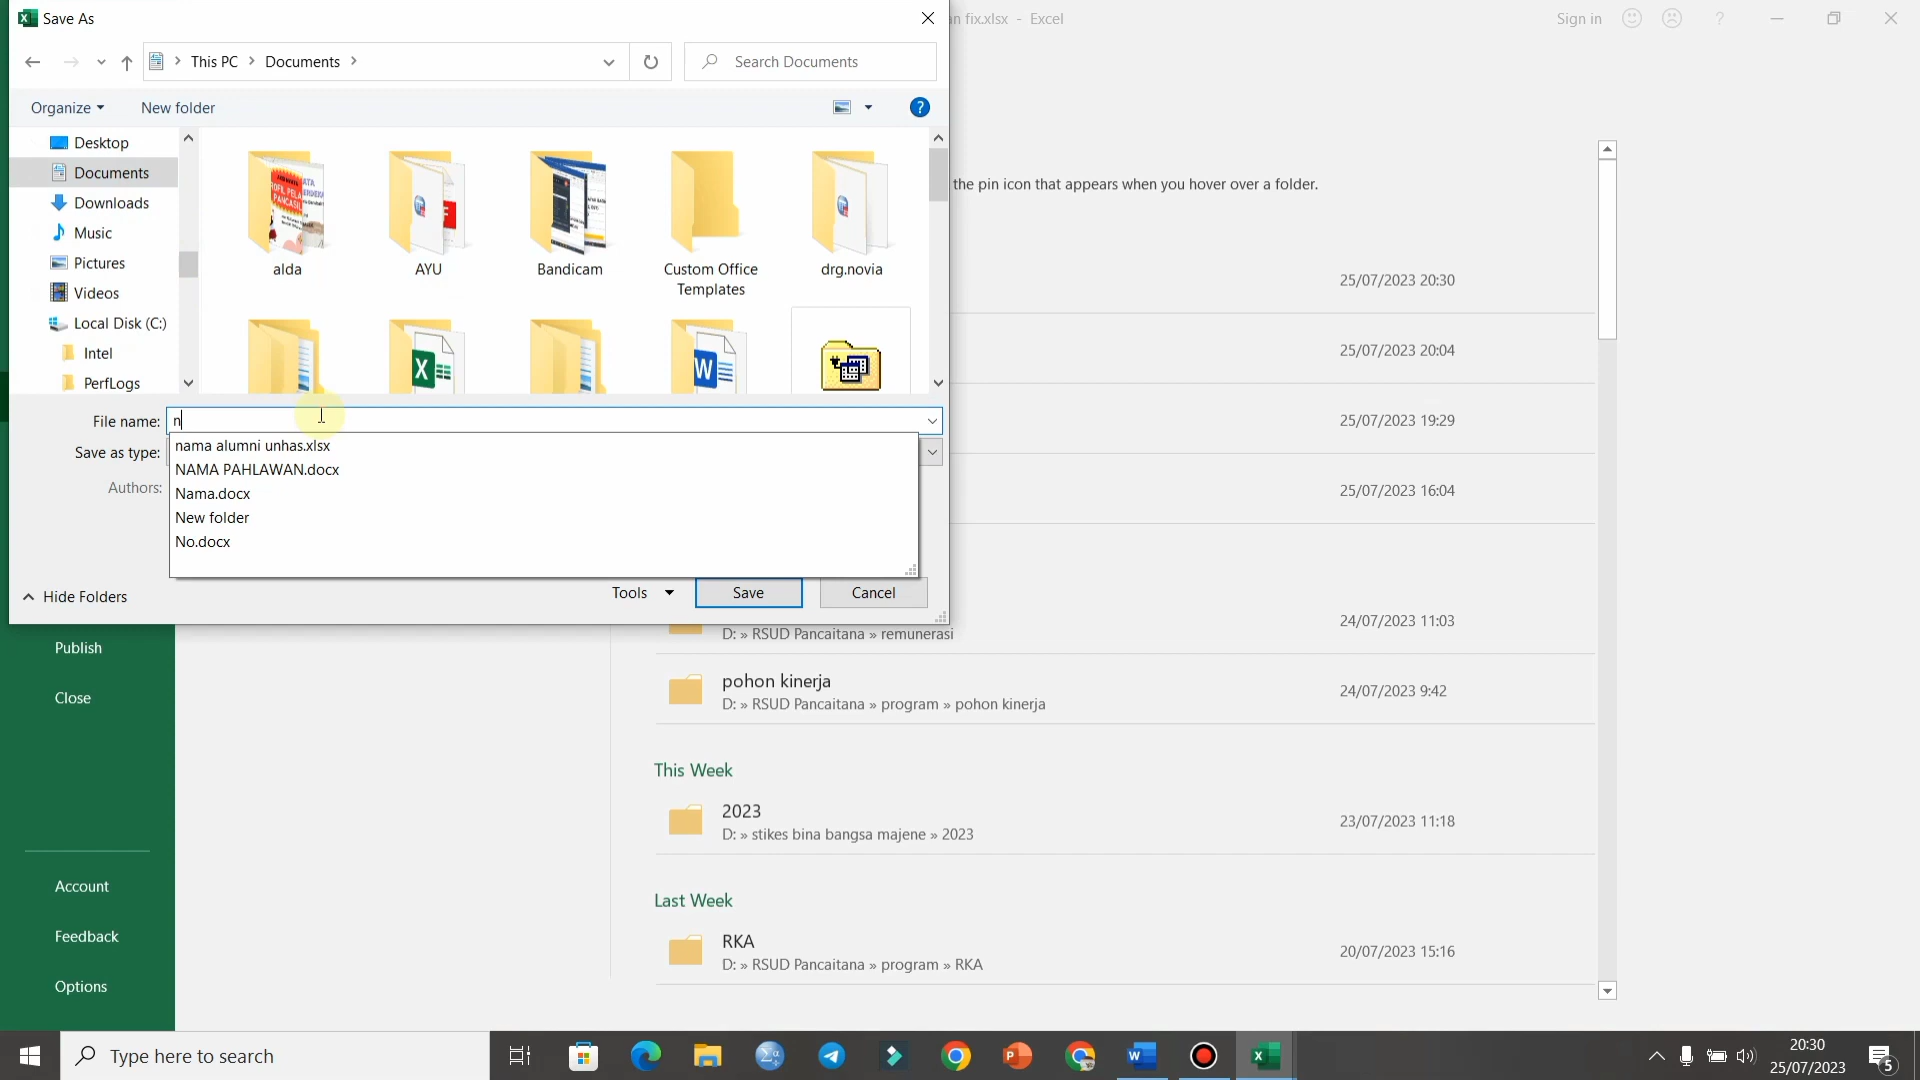 Save As
n fix.xlsx - Excel
Sign in
?
This PC
Documents
Search Documents
Organize
New folder
?
Desktop
Documents
Downloads
Music
Pictures
Videos
Local Disk (C:)
Intel
PerfLogs
alda
AYU
Bandicam
Custom Office
Templates
drg.novia
the pin icon that appears when you hover over a folder.
25/07/2023 20:30
25/07/2023 20:04
25/07/2023 19:29
25/07/2023 16:04
File name: n
Save as type:
Authors:
nama alumni unhas.xlsx
NAMA PAHLAWAN.docx
Nama.docx
New folder
No.docx
Hide Folders
Tools
Save
Cancel
D: » RSUD Pancaitana » remunerasi
24/07/2023 11:03
pohon kinerja
D: » RSUD Pancaitana » program » pohon kinerja
24/07/2023 9:42
This Week
2023
D: » stikes bina bangsa majene » 2023
23/07/2023 11:18
Last Week
RKA
D: » RSUD Pancaitana » program » RKA
20/07/2023 15:16
Publish
Close
Account
Feedback
Options
Type here to search
20:30
25/07/2023
5